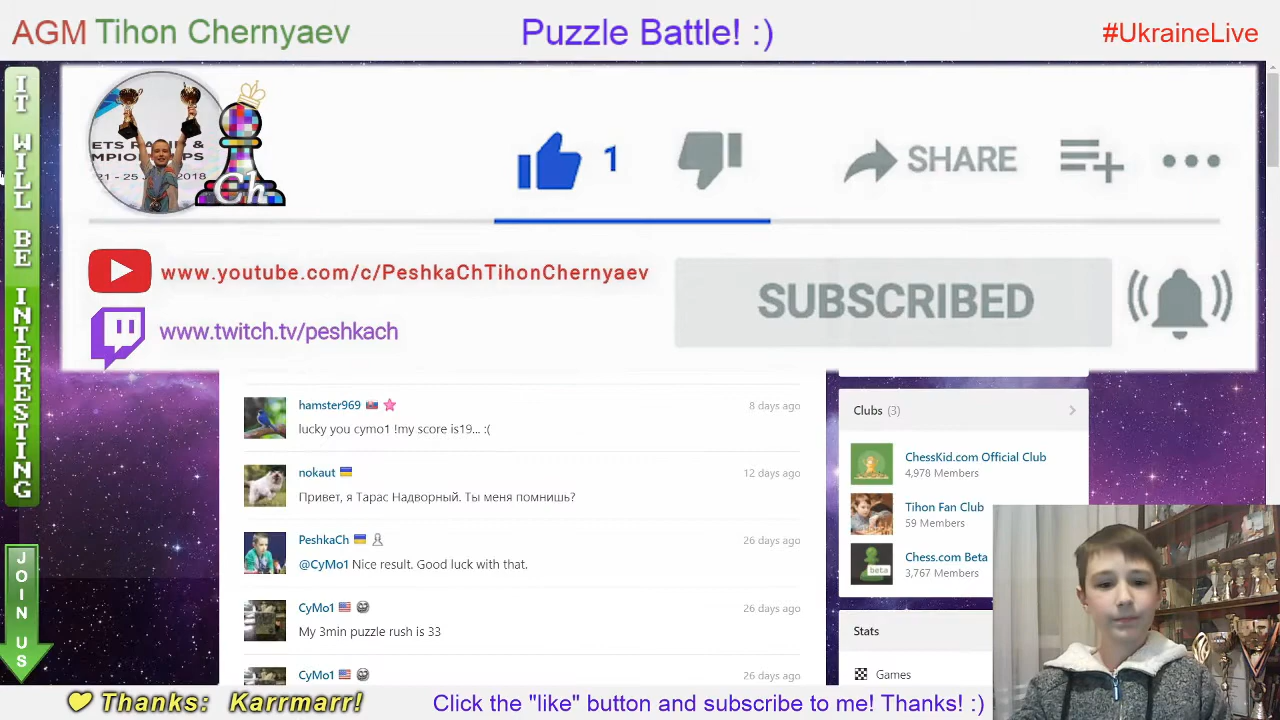 AGM Tihon Chernyaev
Puzzle Battle! :)
#UkraineLive
IT WILL BE INTERESTING
JOIN US
21 - 25 2018
Ch
1
SHARE
www.youtube.com/c/PeshkaChTihonChernyaev
www.twitch.tv/peshkach
SUBSCRIBED
hamster969
8 days ago
lucky you cymo1 !my score is19... :(
nokaut
12 days ago
Привет, я Тарас Надворный. Ты меня помнишь?
PeshkaCh
26 days ago
@CyMo1 Nice result. Good luck with that.
CyMo1
26 days ago
My 3min puzzle rush is 33
CyMo1
26 days ago
Clubs (3)
ChessKid.com Official Club
4,978 Members
Tihon Fan Club
59 Members
Chess.com Beta
3,767 Members
beta
Stats
Games
Thanks: Karrmarr!
Click the "like" button and subscribe to me! Thanks! :)